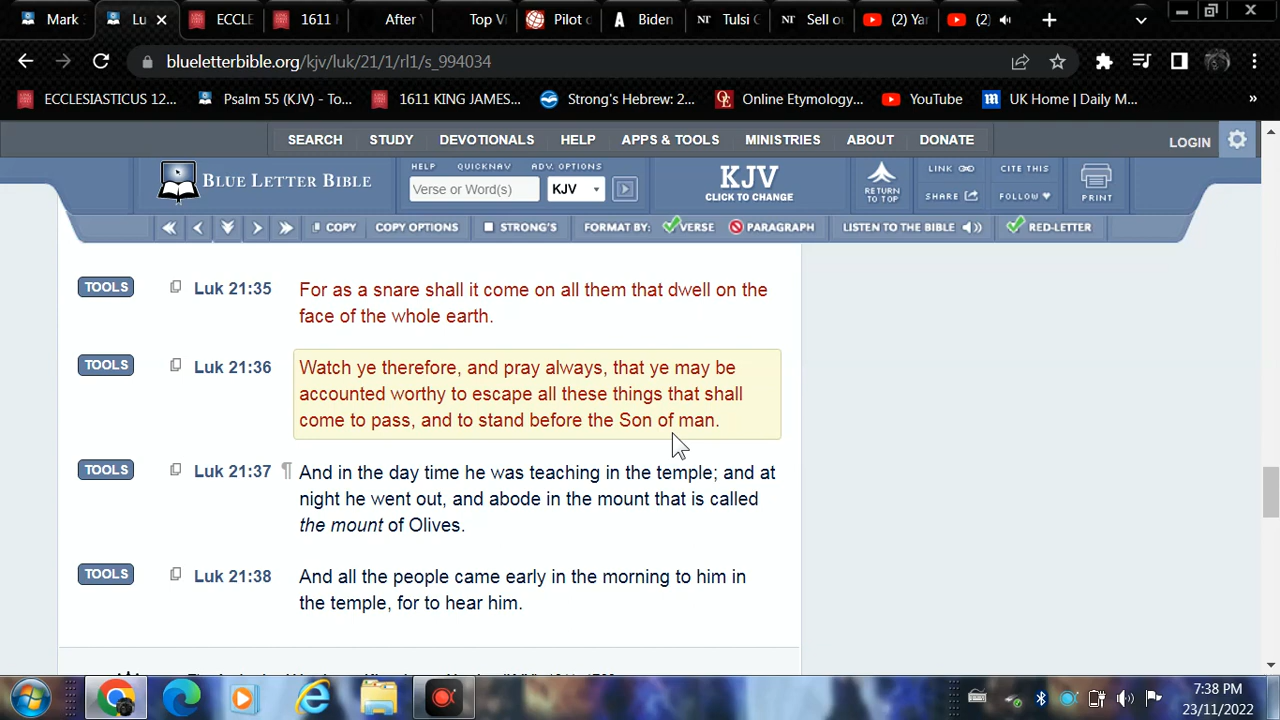 Mark
Lu
ECCLE
1611
After
Top Vi
Pilot c
Biden
Tulsi C
Sell o
(2) Yar
(2)
blueletterbible.org/kjv/luk/21/1/rl1/s_994034
ECCLESIASTICUS 12...
Psalm 55 (KJV) - To...
1611 KING JAMES...
Strong's Hebrew: 2...
Online Etymology...
YouTube
UK Home | Daily M...
»
SEARCH STUDY DEVOTIONALS HELP APPS & TOOLS MINISTRIES ABOUT DONATE LOGIN
BLUE LETTER BIBLE
HELP QUICKNAV ADV. OPTIONS
Verse or Word(s) KJV
KJV
CLICK TO CHANGE
RETURN
TO TOP
LINK
CITE THIS
SHARE
FOLLOW
PRINT
COPY COPY OPTIONS STRONG'S FORMAT BY: VERSE PARAGRAPH LISTEN TO THE BIBLE RED-LETTER
TOOLS Luk 21:35 For as a snare shall it come on all them that dwell on the
face of the whole earth.
TOOLS Luk 21:36 Watch ye therefore, and pray always, that ye may be
accounted worthy to escape all these things that shall
come to pass, and to stand before the Son of man.
TOOLS Luk 21:37 ¶ And in the day time he was teaching in the temple; and at
night he went out, and abode in the mount that is called
the mount of Olives.
TOOLS Luk 21:38 And all the people came early in the morning to him in
the temple, for to hear him.
7:38 PM
23/11/2022